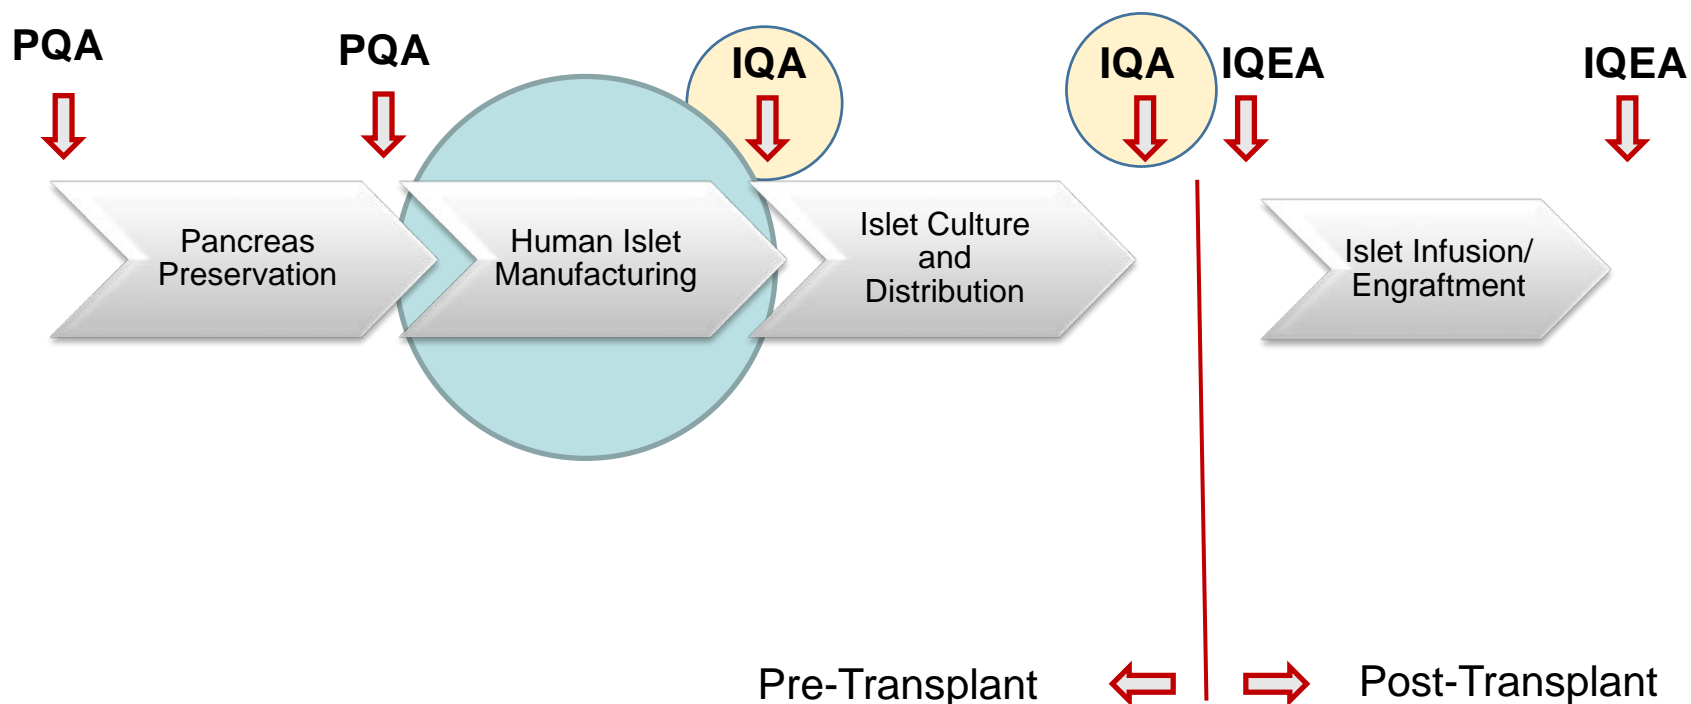 PQA
PQA
IQA
IQA
IQEA
IQEA
Pancreas
Preservation
Human Islet
Manufacturing
Islet Culture
and
Distribution
Islet Infusion/
Engraftment
Pre-Transplant
Post-Transplant